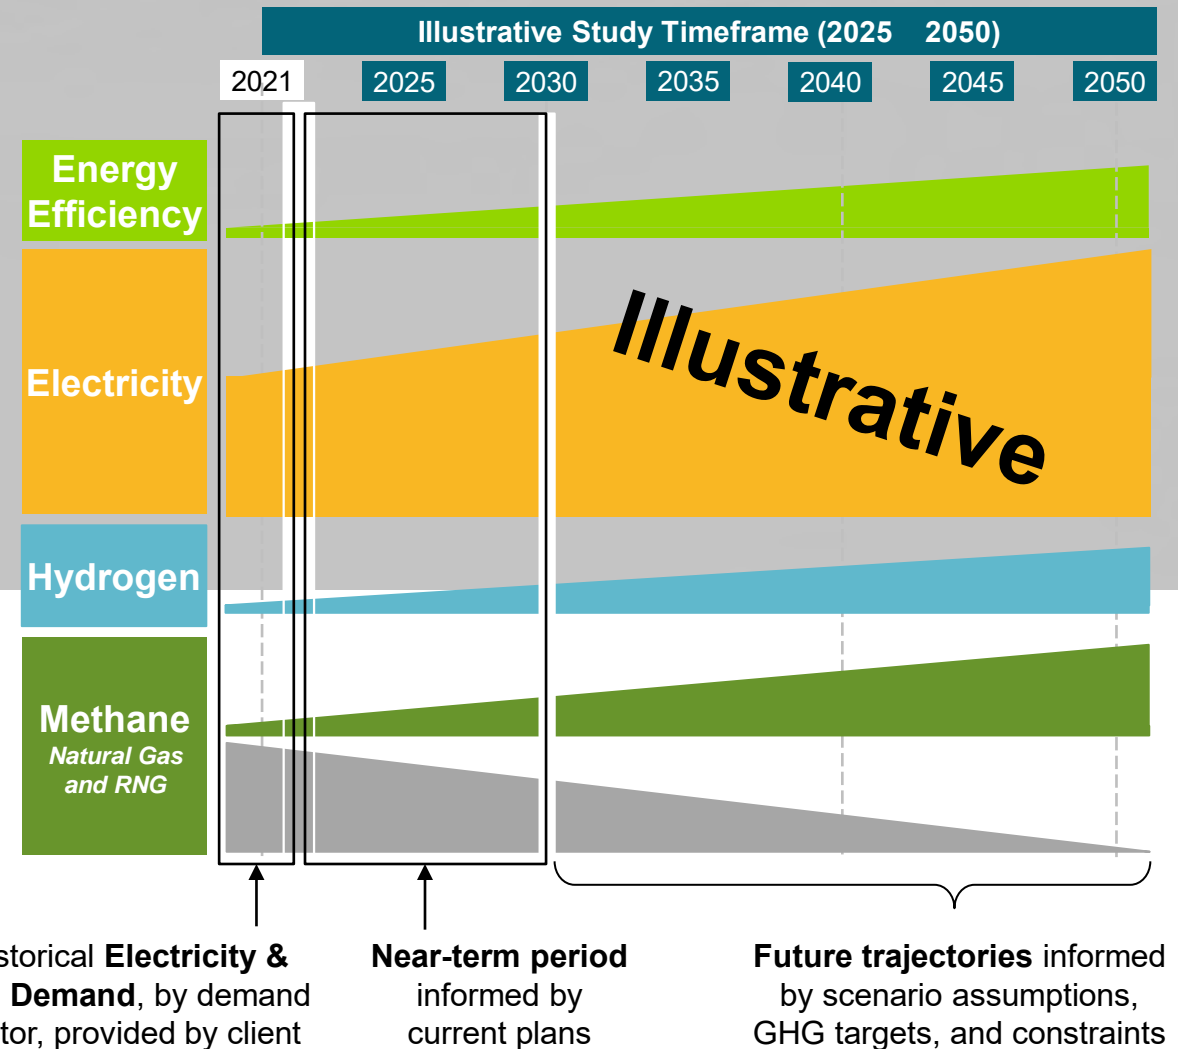 Illustrative Study Timeframe (2025 2050)
2021
2025
2030
2035
2040
2045
2050
Energy
Efficiency
Electricity
Illustrative
Hydrogen
Methane
Natural Gas
and RNG
storical Electricity &
Demand, by demand
tor, provided by client
Near-term period
informed by
current plans
Future trajectories informed
by scenario assumptions,
GHG targets, and constraints